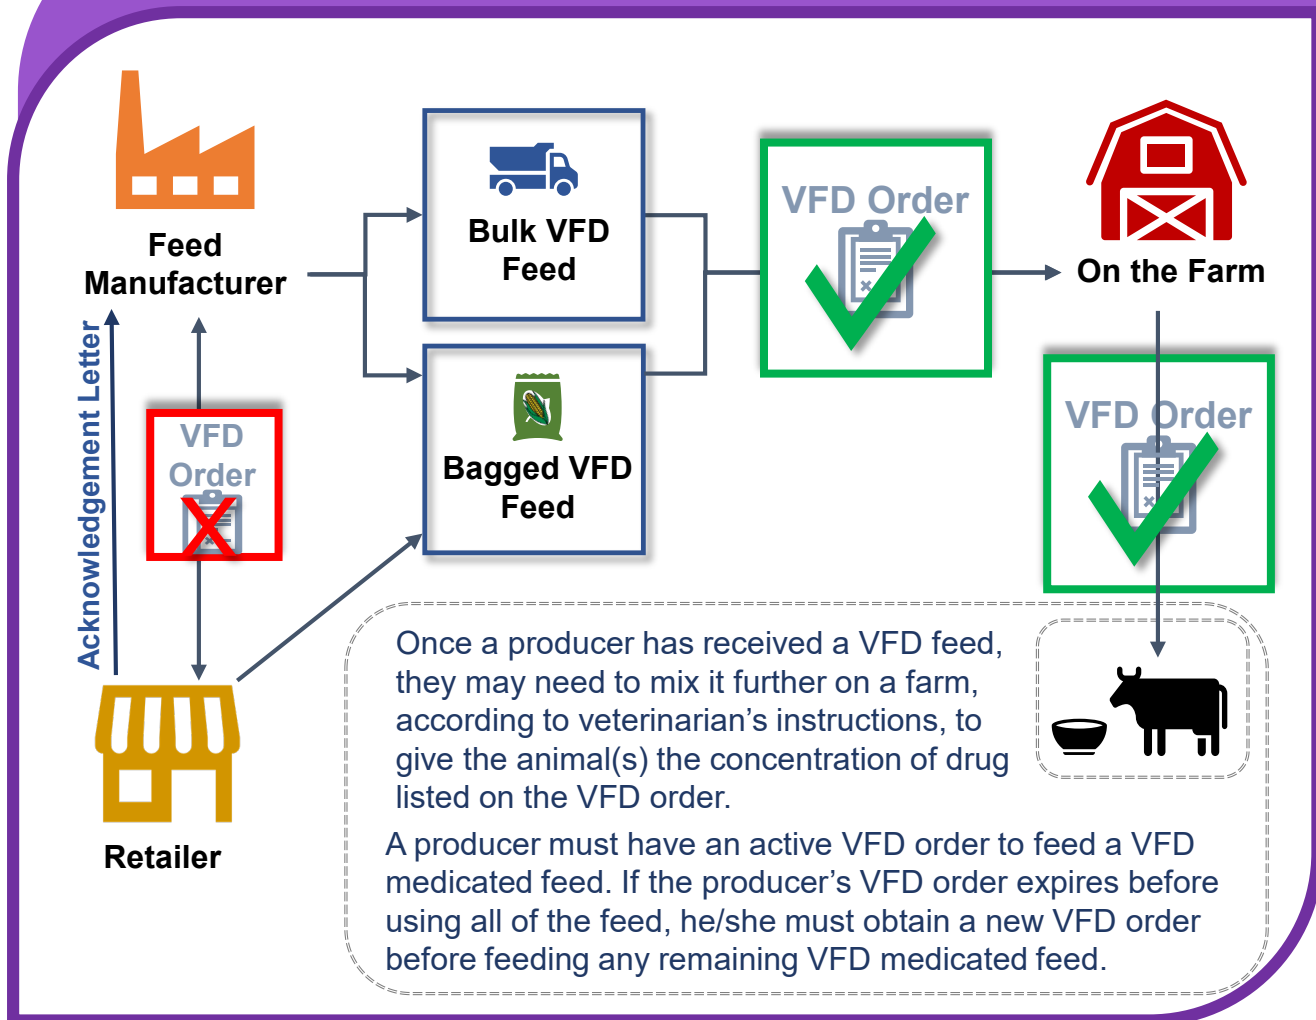 Feed
Manufacturer
Bulk VFD
Feed
VFD Order
On the Farm
Acknowledgement Letter
VFD
Order
Bagged VFD
Feed
VFD Order
Retailer
Once a producer has received a VFD feed,
they may need to mix it further on a farm,
according to veterinarian’s instructions, to
give the animal(s) the concentration of drug
listed on the VFD order.
A producer must have an active VFD order to feed a VFD
medicated feed. If the producer’s VFD order expires before
using all of the feed, he/she must obtain a new VFD order
before feeding any remaining VFD medicated feed.